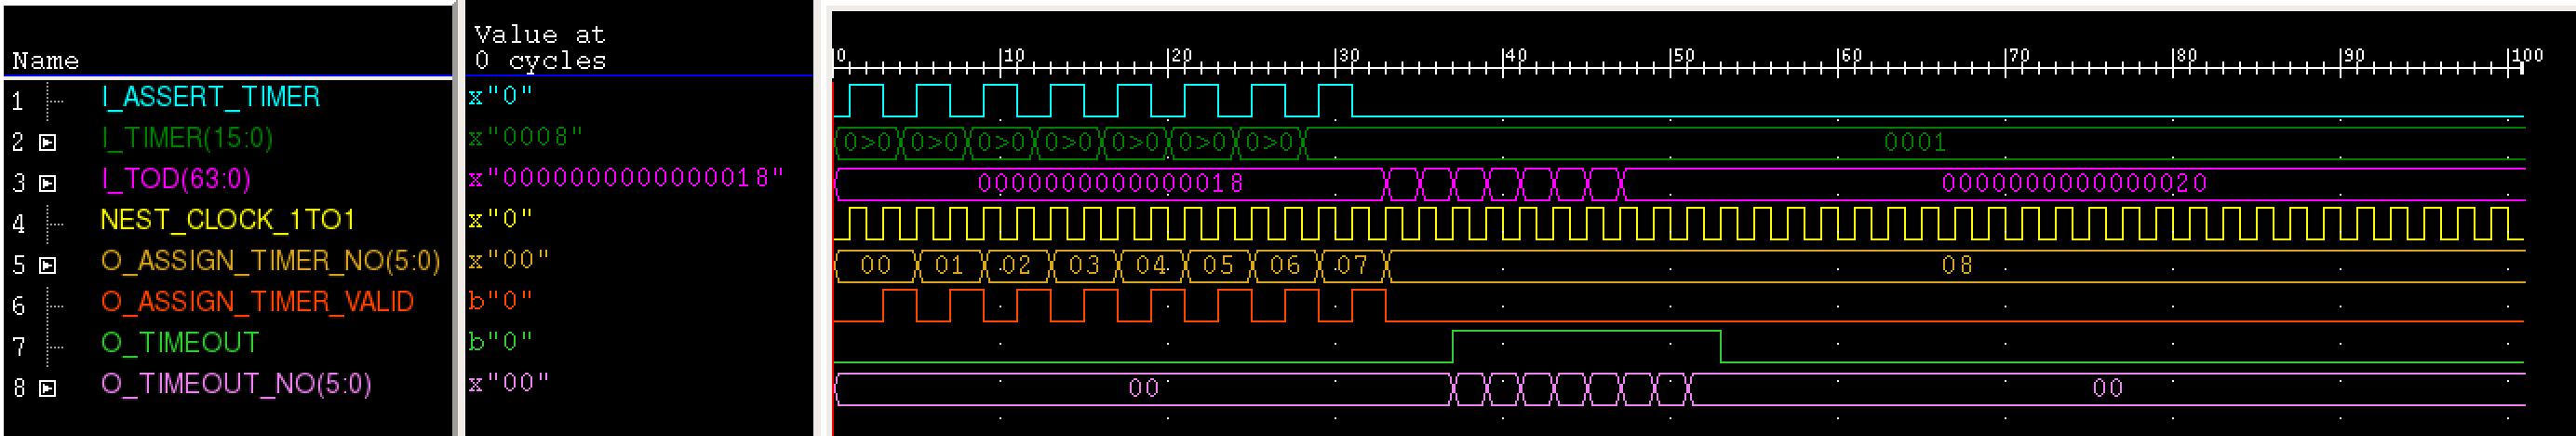 Value at
Name 0 cycles
0 10 20 30 40 50 60 70 80 90 100
1 I_ASSERT_TIMER x"0"
2 I_TIMER(15:0) x"0008" 0>0 0>0 0>0 0>0 0>0 0>0 0>0 0001
3 I_TOD(63:0) x"0000000000000018" 0000000000000018 0000000000000020
4 NEST_CLOCK_1TO1 x"0"
5 O_ASSIGN_TIMER_NO(5:0) x"00" 00 01 02 03 04 05 06 07 08
6 O_ASSIGN_TIMER_VALID b"0"
7 O_TIMEOUT b"0"
8 O_TIMEOUT_NO(5:0) x"00" 00 00